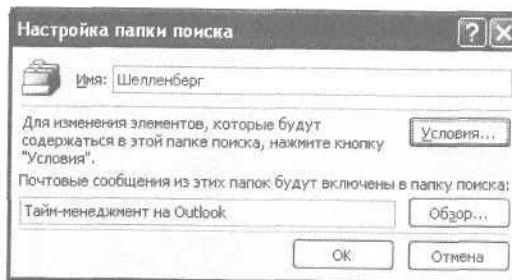 Настройка папки поиска
Имя: Шелленберг
Для изменения элементов, которые будут
содержаться в этой папке поиска, нажмите кнопку
"Условия".
Условия...
Почтовые сообщения из этих папок будут включены в папку поиска:
Тайм-менеджмент на Outlook
Обзор...
ОК
Отмена